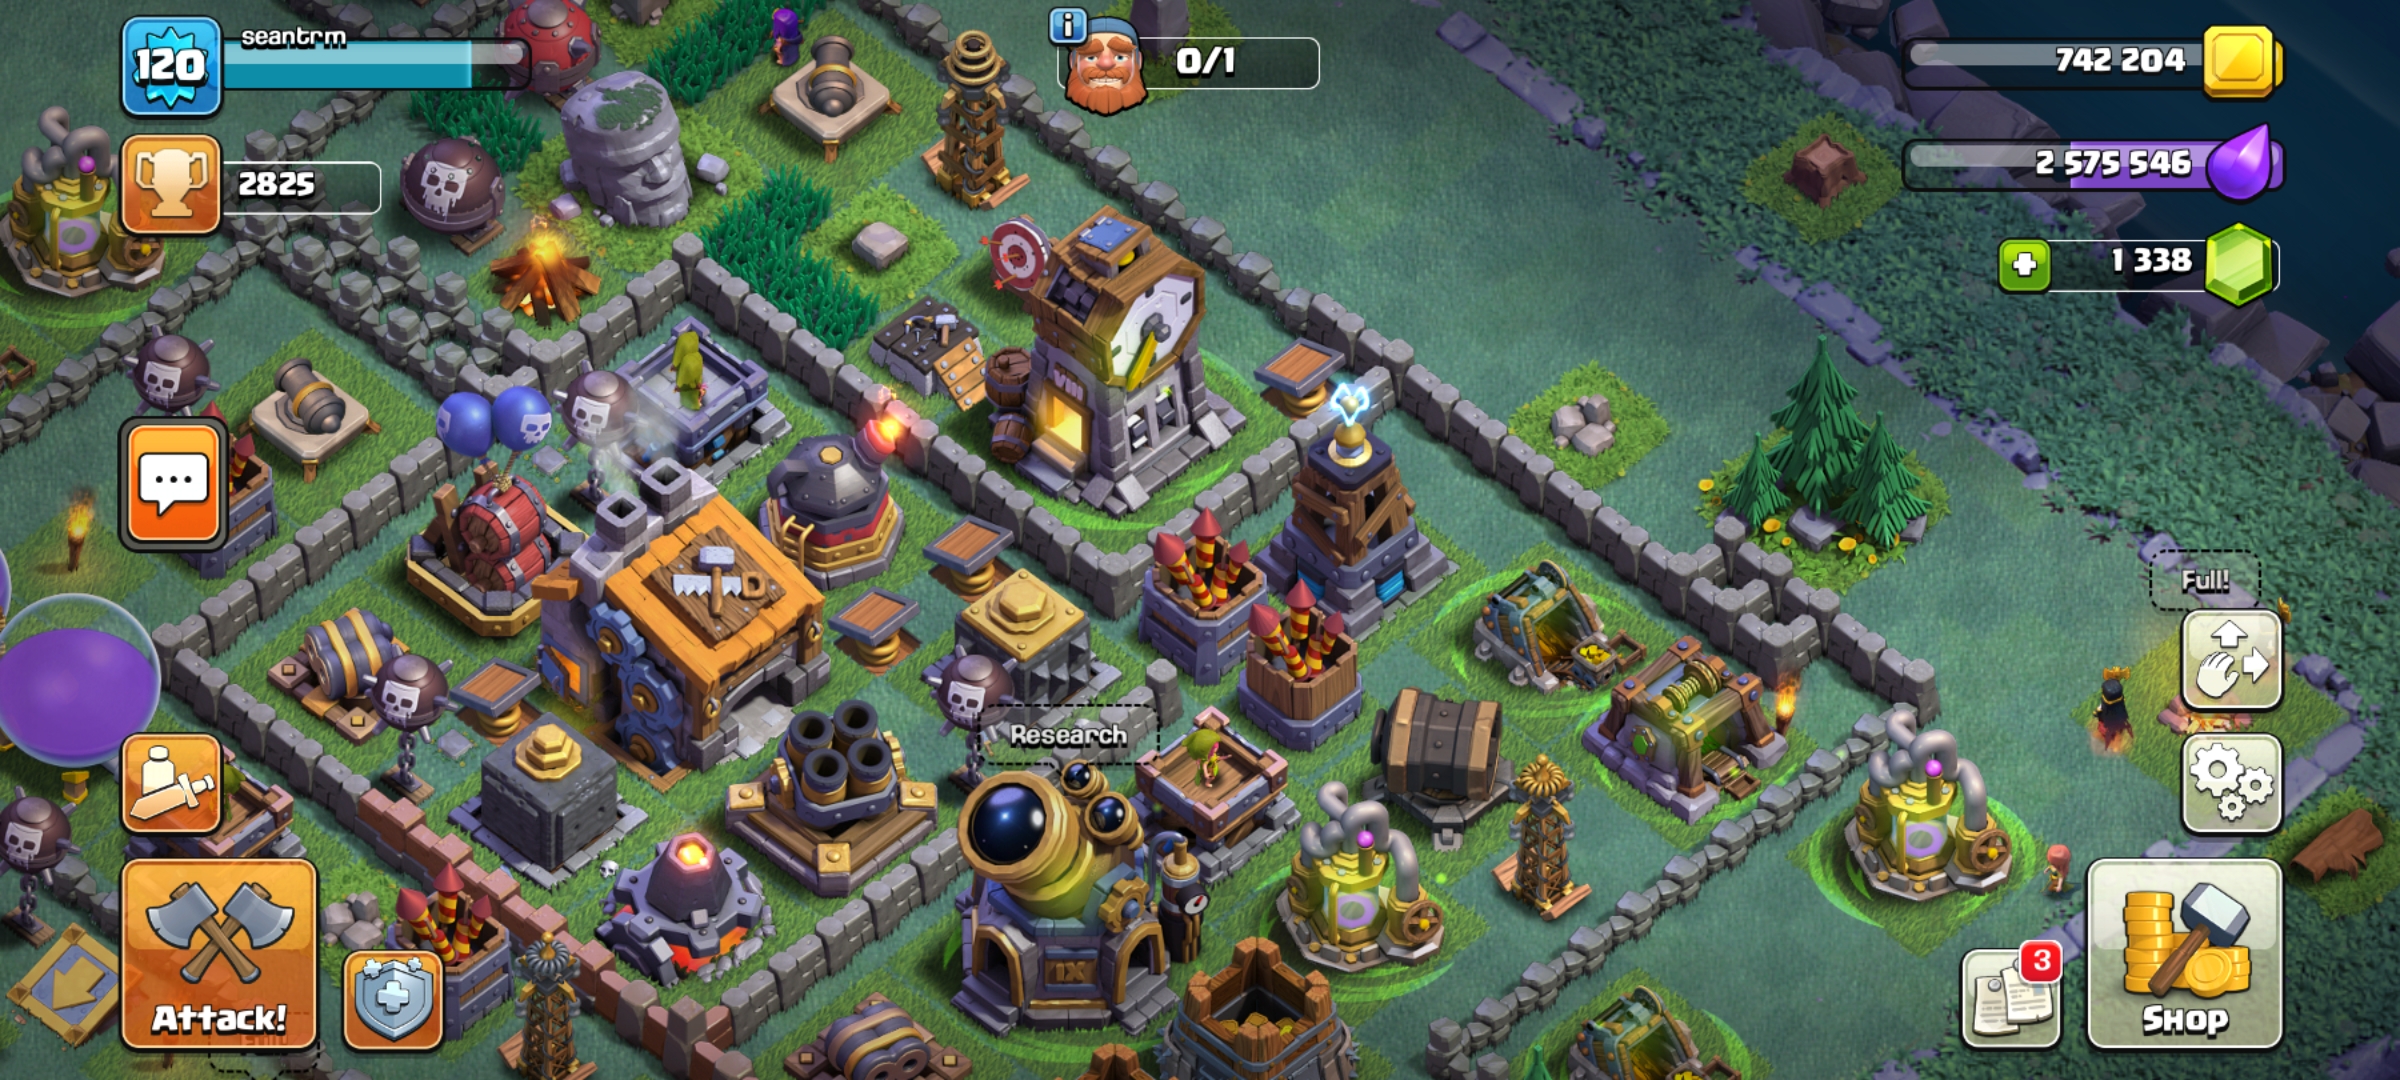 120
seantrm
0/1
742 204
2825
2 575 546
1 338
VIII
Full!
Research
IX
3
Attack!
Shop